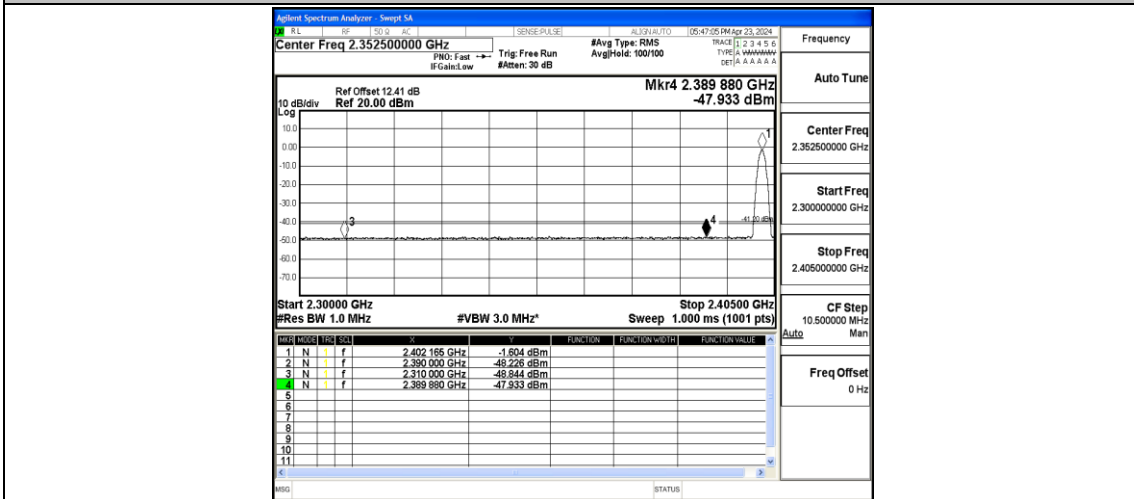 Agilent Spectrum Analyzer - Swept SA
RL RF 50 Ω AC SENSE:PULSE ALIGN AUTO 05:47:05 PM Apr 23, 2024
Center Freq 2.352500000 GHz
PNO: Fast
IFGain:Low
Trig: Free Run
#Atten: 30 dB
#Avg Type: RMS
Avg|Hold: 100/100
TRACE 1 2 3 4 5 6
TYPE A WWWWW
DET A A A A A A
Frequency
Auto Tune
Center Freq
2.352500000 GHz
Start Freq
2.300000000 GHz
Stop Freq
2.405000000 GHz
CF Step
10.500000 MHz
Auto Man
Freq Offset
0 Hz
Mkr4 2.389 880 GHz
-47.933 dBm
Ref Offset 12.41 dB
10 dB/div Ref 20.00 dBm
Log
10.0
0.00
-10.0
-20.0
-30.0
-40.0
-50.0
-60.0
-70.0
1
3
4
-41.20 dBm
Start 2.30000 GHz Stop 2.40500 GHz
#Res BW 1.0 MHz #VBW 3.0 MHz* Sweep 1.000 ms (1001 pts)
MKR MODE TRC SCL X Y FUNCTION FUNCTION WIDTH FUNCTION VALUE
1 N 1 f 2.402 165 GHz -1.604 dBm
2 N 1 f 2.390 000 GHz -48.226 dBm
3 N 1 f 2.310 000 GHz -48.844 dBm
4 N 1 f 2.389 880 GHz -47.933 dBm
5
6
7
8
9
10
11
MSG STATUS